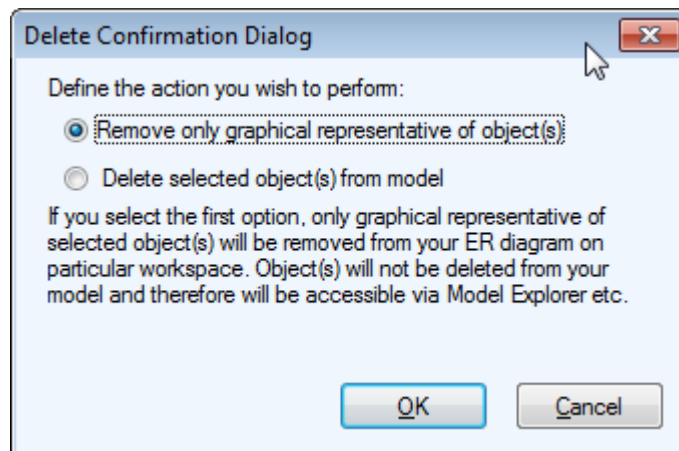 Delete Confirmation Dialog
Define the action you wish to perform:
Remove only graphical representative of object(s)
Delete selected object(s) from model
If you select the first option, only graphical representative of
selected object(s) will be removed from your ER diagram on
particular workspace. Object(s) will not be deleted from your
model and therefore will be accessible via Model Explorer etc.
OK Cancel